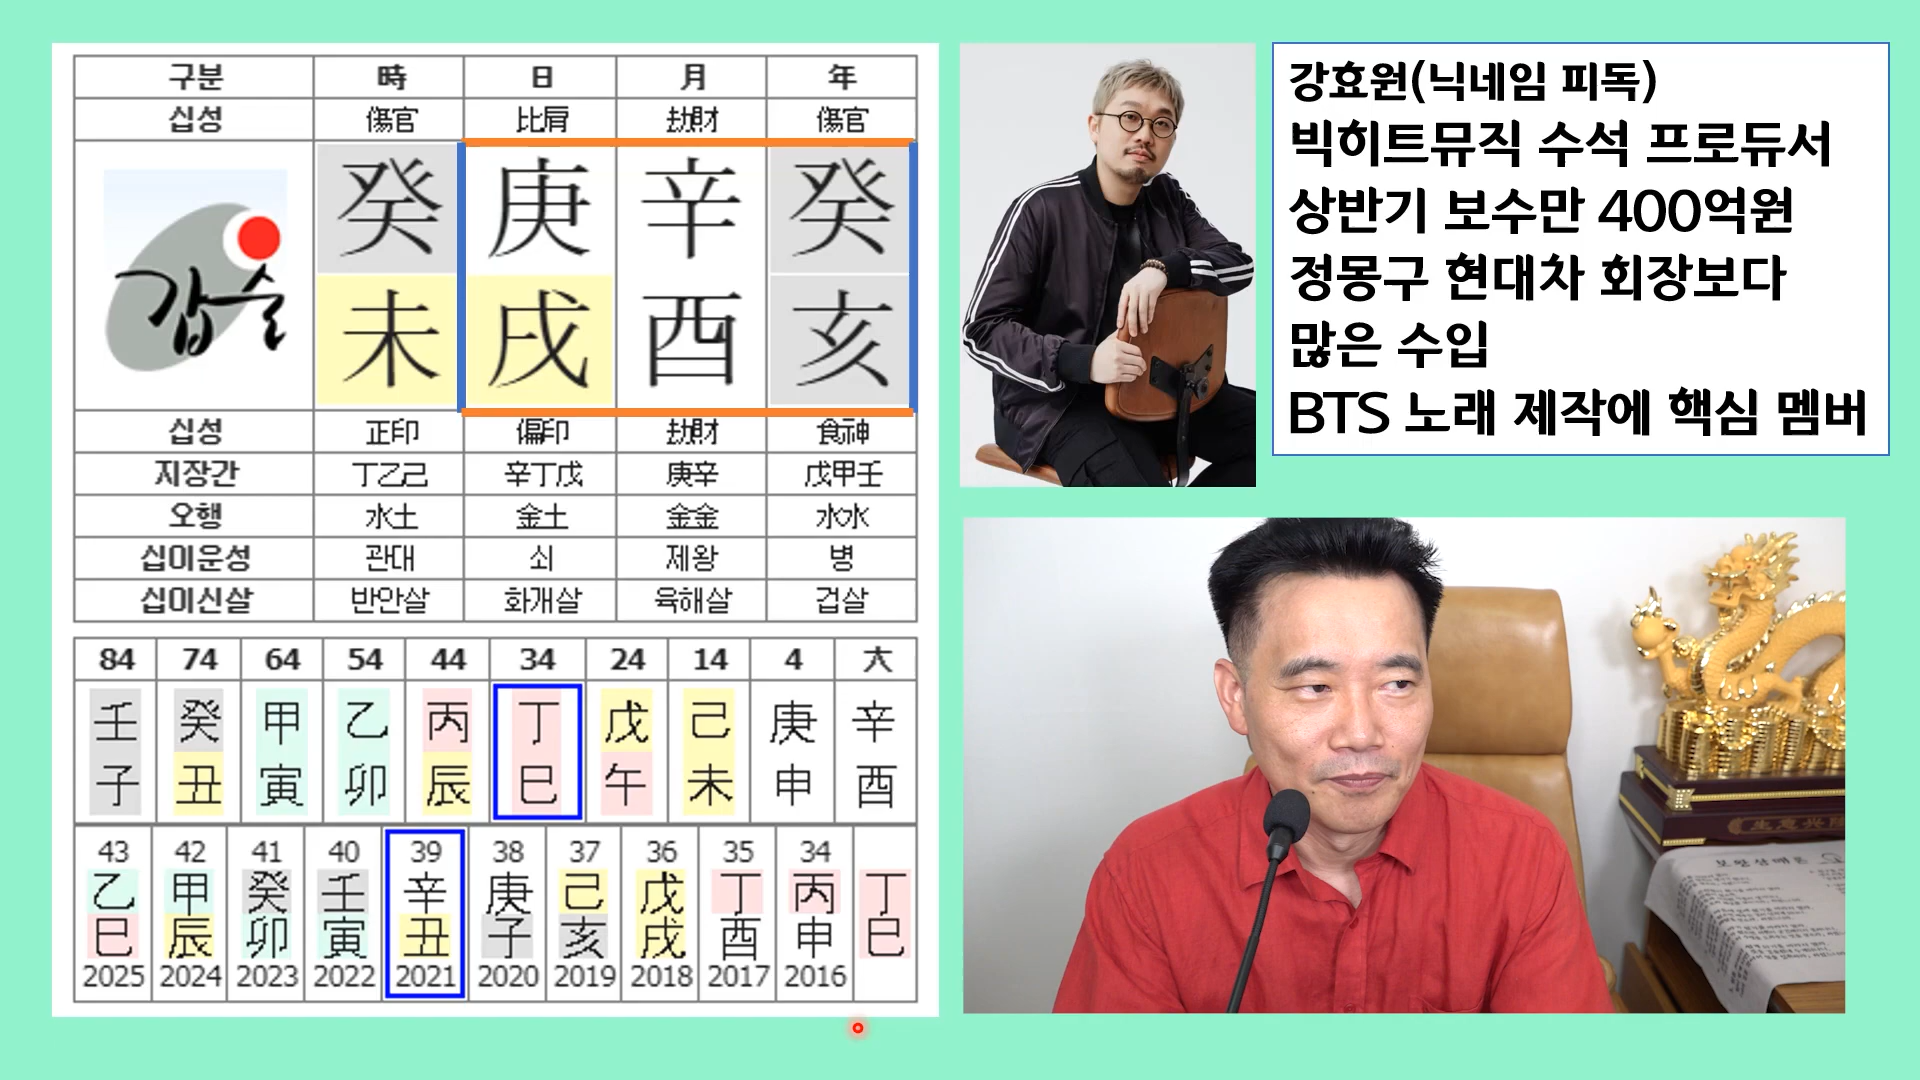 구분 時 日 月 年
십성 傷官 比肩 劫財 傷官
癸 庚 辛 癸
갑술
未 戌 酉 亥
십성 正印 偏印 劫財 食神
지장간 丁乙己 辛丁戊 庚辛 戊甲壬
오행 水土 金土 金金 水水
십이운성 관대 쇠 제왕 병
십이신살 반안살 화개살 육해살 겁살
84 74 64 54 44 34 24 14 4 大
壬 癸 甲 乙 丙 丁 戊 己 庚 辛
子 丑 寅 卯 辰 巳 午 未 申 酉
43 42 41 40 39 38 37 36 35 34
乙 甲 癸 壬 辛 庚 己 戊 丁 丙 丁
巳 辰 卯 寅 丑 子 亥 戌 酉 申 巳
2025 2024 2023 2022 2021 2020 2019 2018 2017 2016
강효원(닉네임 피독)
빅히트뮤직 수석 프로듀서
상반기 보수만 400억원
정몽구 현대차 회장보다
많은 수입
BTS 노래 제작에 핵심 멤버
生意兴隆